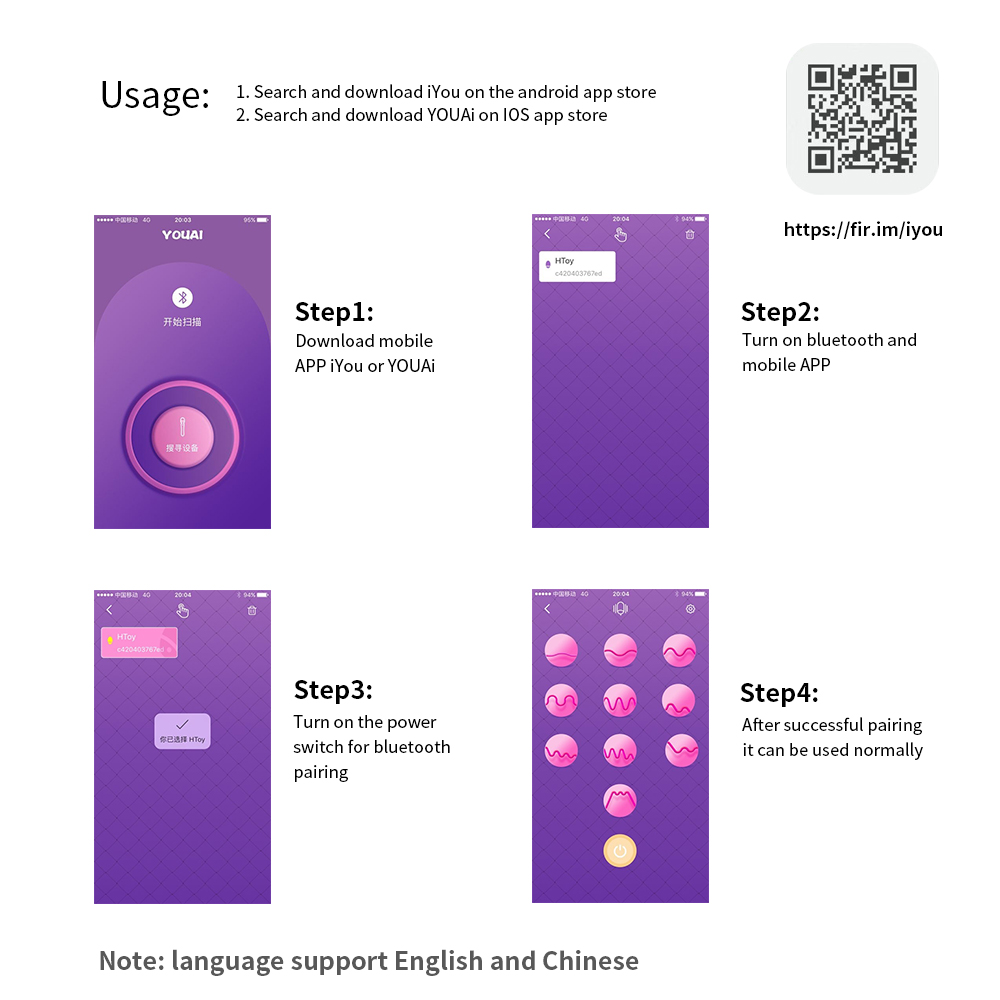 Usage:
1. Search and download iYou on the android app store
2. Search and download YOUAi on IOS app store
https://fir.im/iyou
中国移动 4G 20:03 95%
YOUAI
开始扫描
搜寻设备
Step1:
Download mobile
APP iYou or YOUAi
中国移动 4G 20:04 94%
HToy
c420403767ed
Step2:
Turn on bluetooth and
mobile APP
中国移动 4G 20:04 94%
HToy
c420403767ed
你已选择 HToy
Step3:
Turn on the power
switch for bluetooth
pairing
中国移动 4G 20:04 94%
Step4:
After successful pairing
it can be used normally
Note: language support English and Chinese